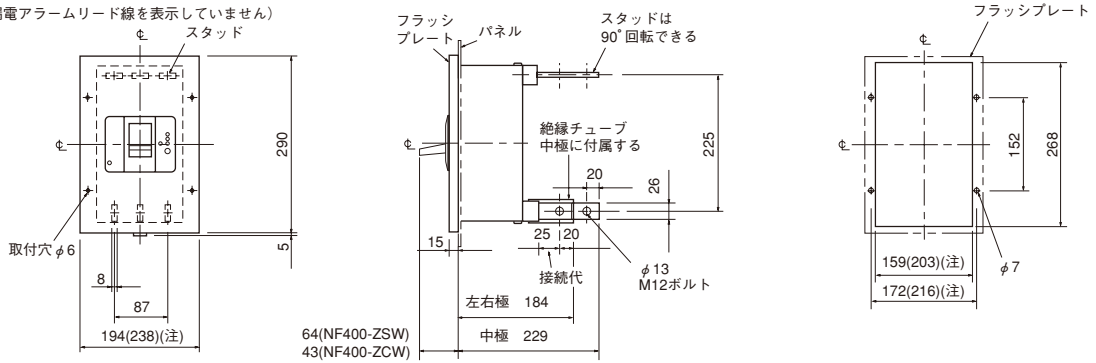 電アラームリード線を表示していません)
℄
スタッド
290
5
取付穴φ6
8
87
194(238)(注)
フラッシ
プレート
パネル
スタッドは
90°回転できる
℄
絶縁チューブ
中極に付属する
225
20
26
15
25 20
接続代
φ13
M12ボルト
左右極 184
中極 229
64(NF400-ZSW)
43(NF400-ZCW)
フラッシプレート
℄
℄
152
268
159(203)(注)
172(216)(注)
φ7